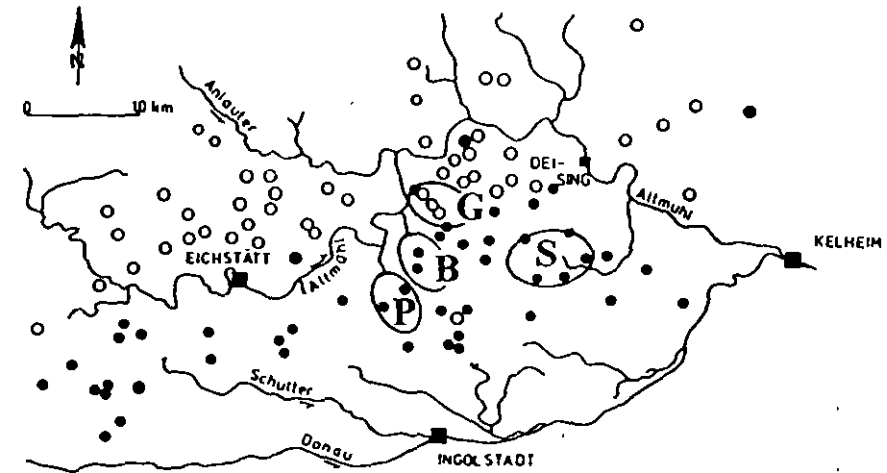 N
0 10 km
Anlauter
DEI-
SING
Altmühl
G
KELHEIM
S
EICHSTÄTT
Altmühl
B
P
Schutter
Donau
INGOLSTADT